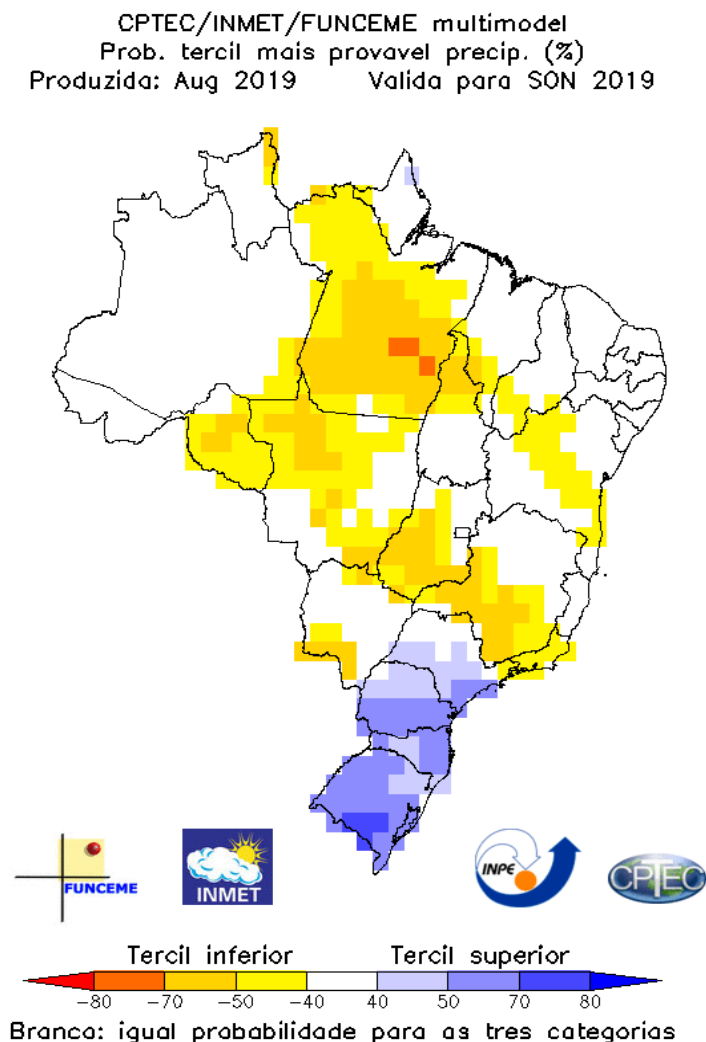 CPTEC/INMET/FUNCEME multimodel
Prob. tercil mais provavel precip. (%)
Produzida: Aug 2019 Valida para SON 2019
FUNCEME
INMET
INPE
CPTEC
Tercil inferior Tercil superior
-80 -70 -50 -40 40 50 70 80
Branca: igual probabilidade para as tres categorias